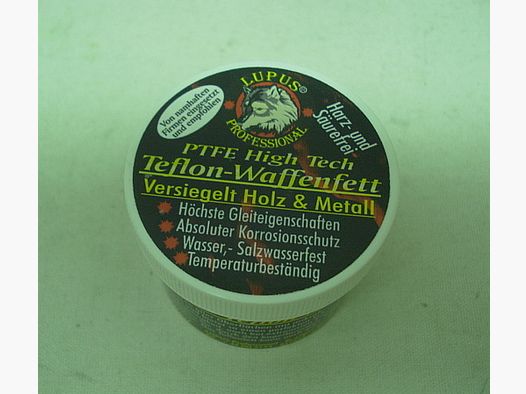 LUPUS®
PROFESSIONAL
Von namhaften
Firmen eingesetzt
und empfohlen
Harz- und
Säurefrei
PTFE High Tech
Teflon-Waffenfett
Versiegelt Holz & Metall
Höchste Gleiteigenschaften
Absoluter Korrosionsschutz
Wasser,- Salzwasserfest
Temperaturbeständig